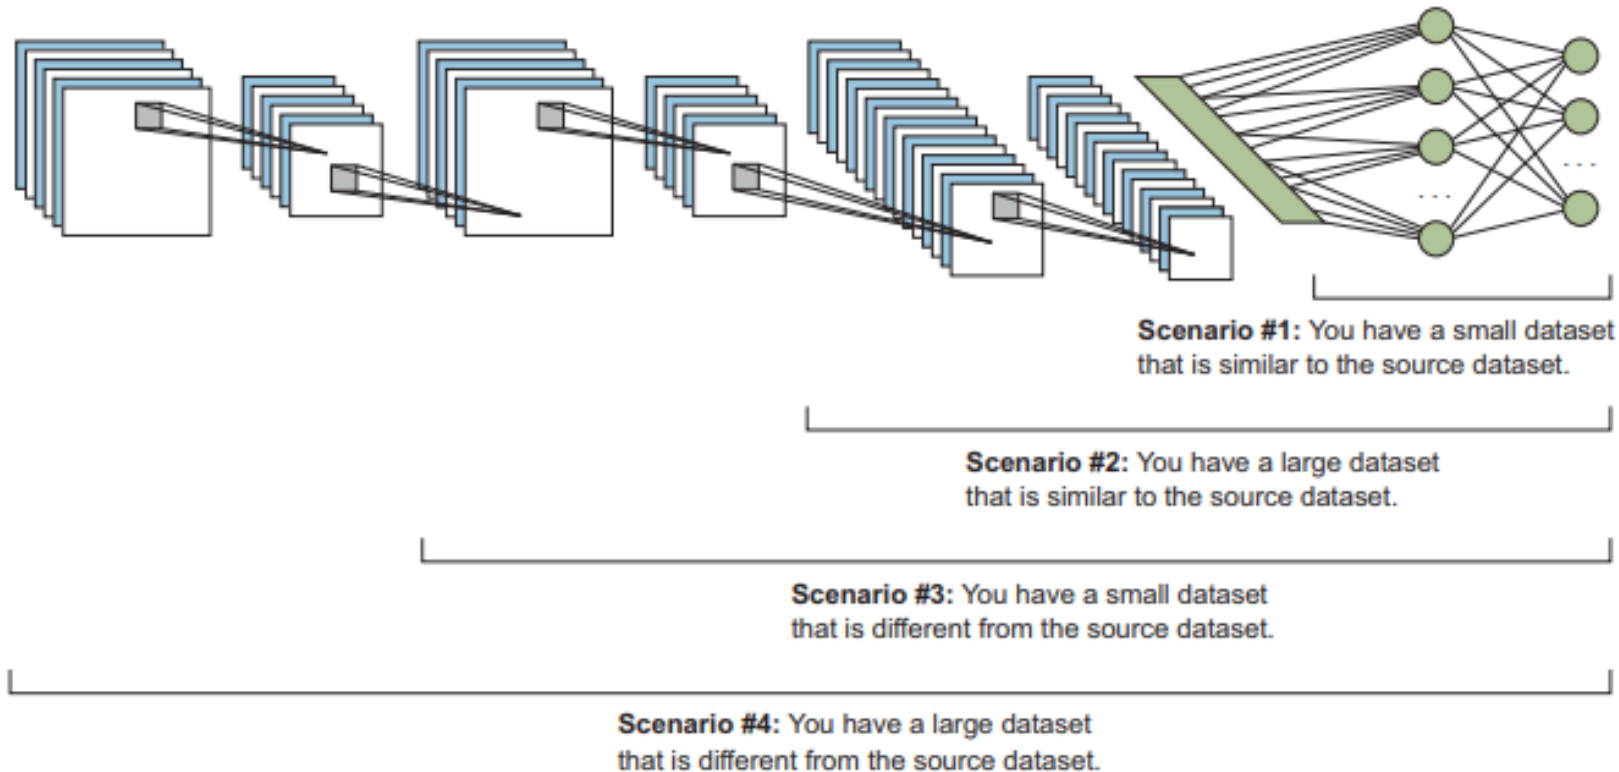 . . .
. . .
Scenario #1: You have a small dataset
that is similar to the source dataset.
Scenario #2: You have a large dataset
that is similar to the source dataset.
Scenario #3: You have a small dataset
that is different from the source dataset.
Scenario #4: You have a large dataset
that is different from the source dataset.